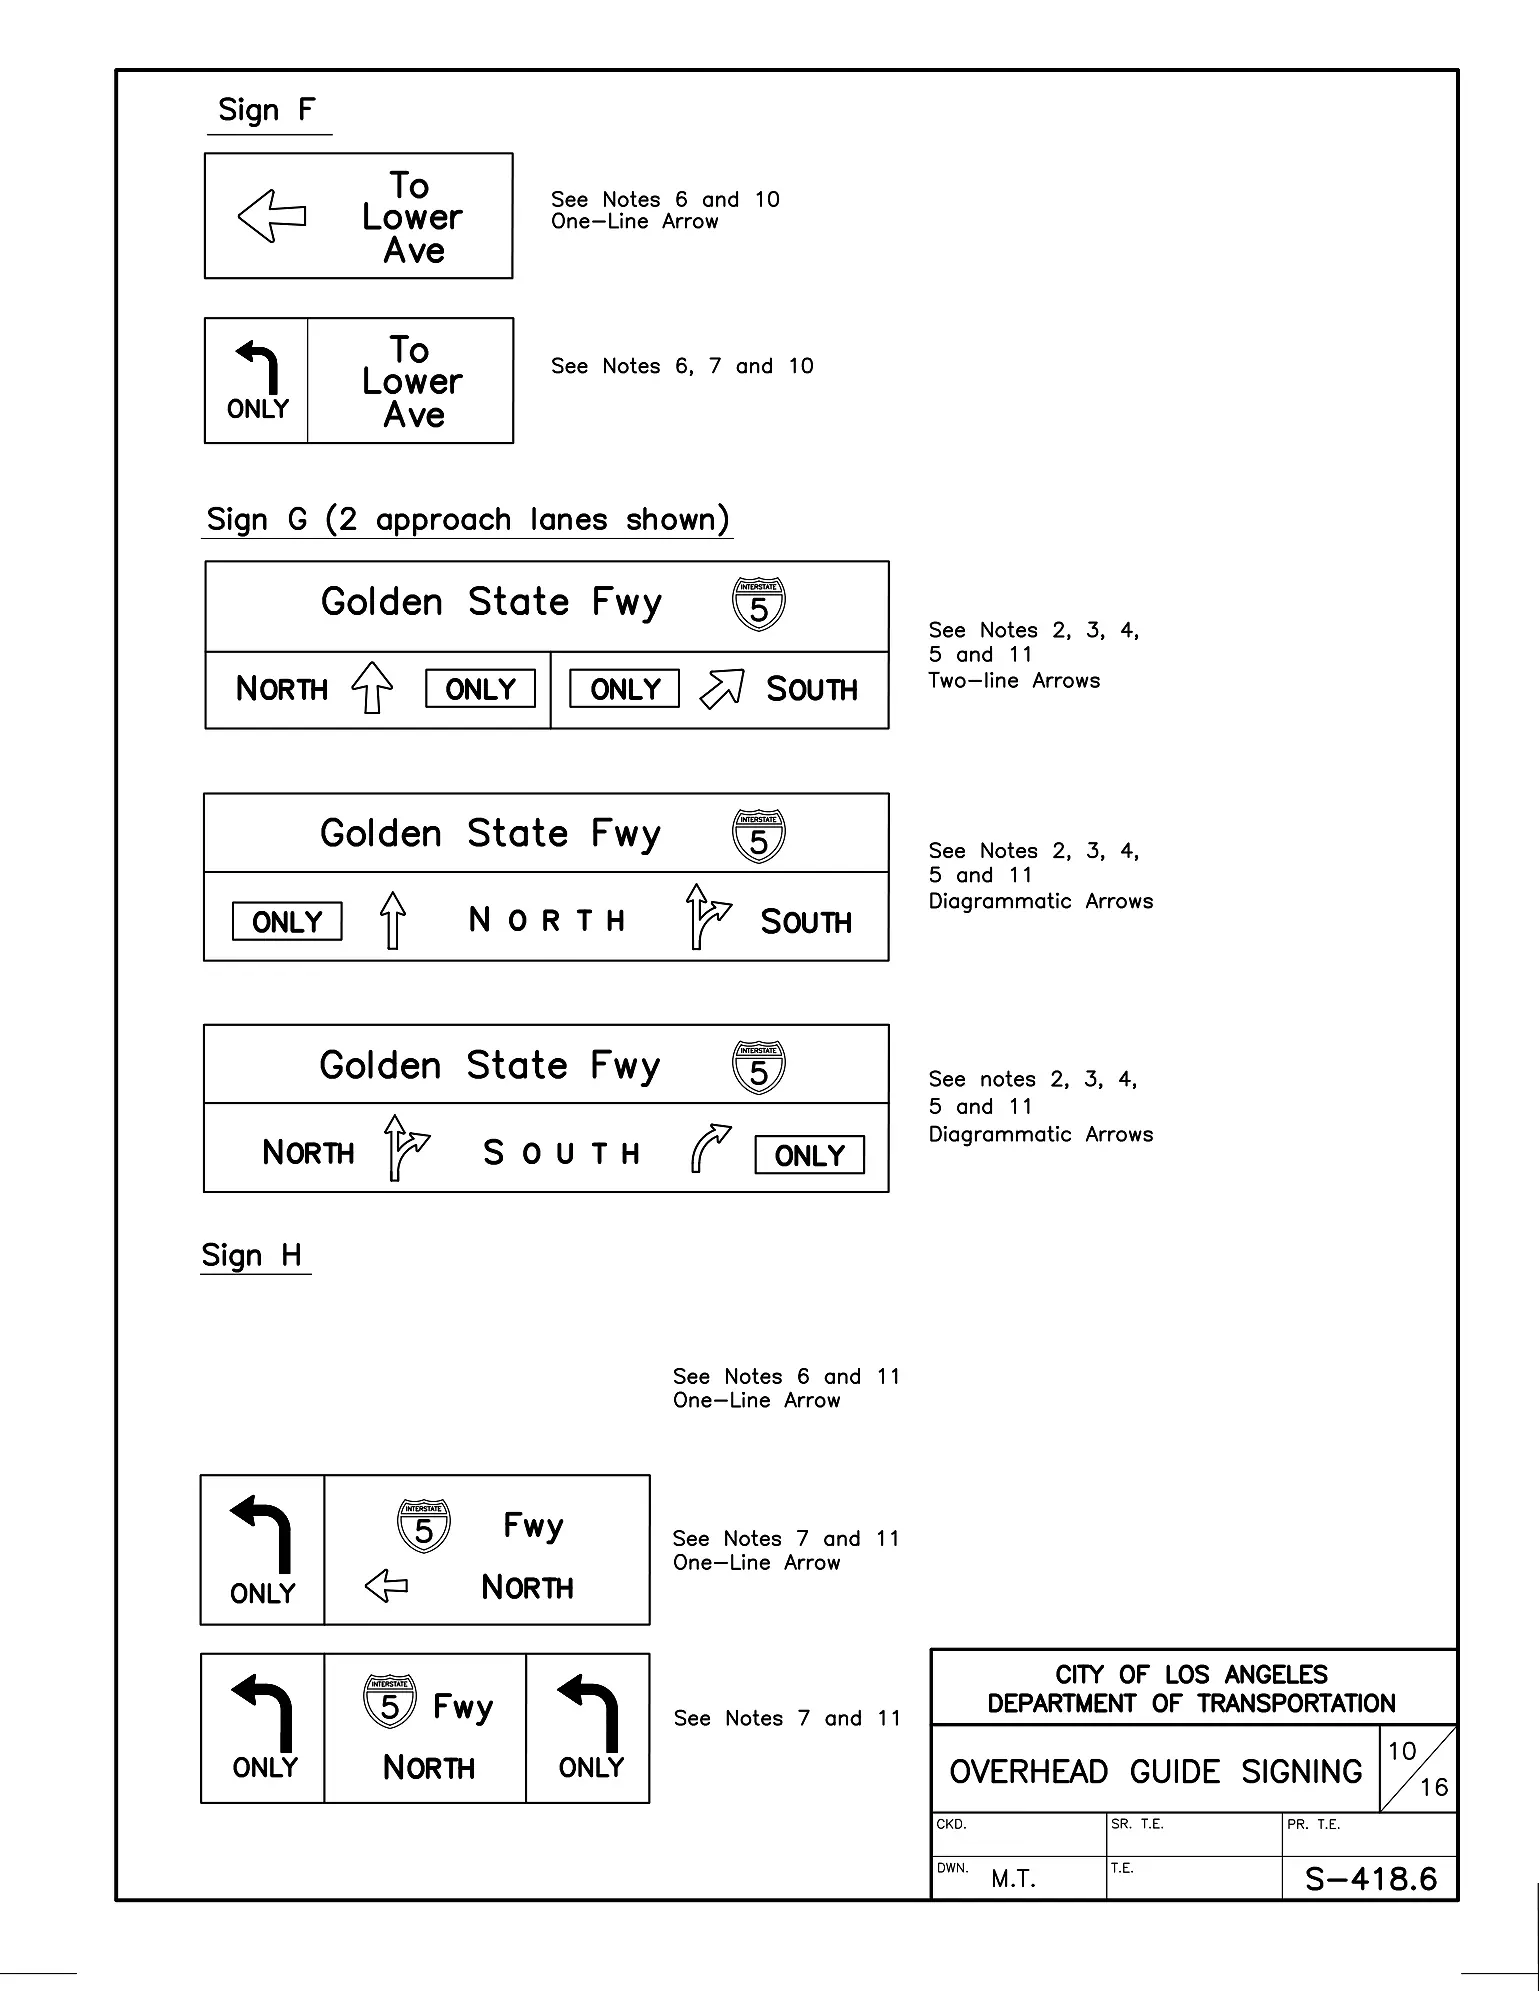 Sign F
To
Lower
Ave
See Notes 6 and 10
One-Line Arrow
ONLY
To
Lower
Ave
See Notes 6, 7 and 10
Sign G (2 approach lanes shown)
Golden State Fwy INTERSTATE 5
NORTH ONLY ONLY SOUTH
See Notes 2, 3, 4,
5 and 11
Two-line Arrows
Golden State Fwy INTERSTATE 5
ONLY NORTH SOUTH
See Notes 2, 3, 4,
5 and 11
Diagrammatic Arrows
Golden State Fwy INTERSTATE 5
NORTH SOUTH ONLY
See notes 2, 3, 4,
5 and 11
Diagrammatic Arrows
Sign H
See Notes 6 and 11
One-Line Arrow
ONLY
INTERSTATE 5 Fwy
NORTH
See Notes 7 and 11
One-Line Arrow
ONLY
INTERSTATE 5 Fwy
NORTH
ONLY
See Notes 7 and 11
CITY OF LOS ANGELES
DEPARTMENT OF TRANSPORTATION
OVERHEAD GUIDE SIGNING 10/16
CKD. SR. T.E. PR. T.E.
DWN. M.T. T.E. S-418.6